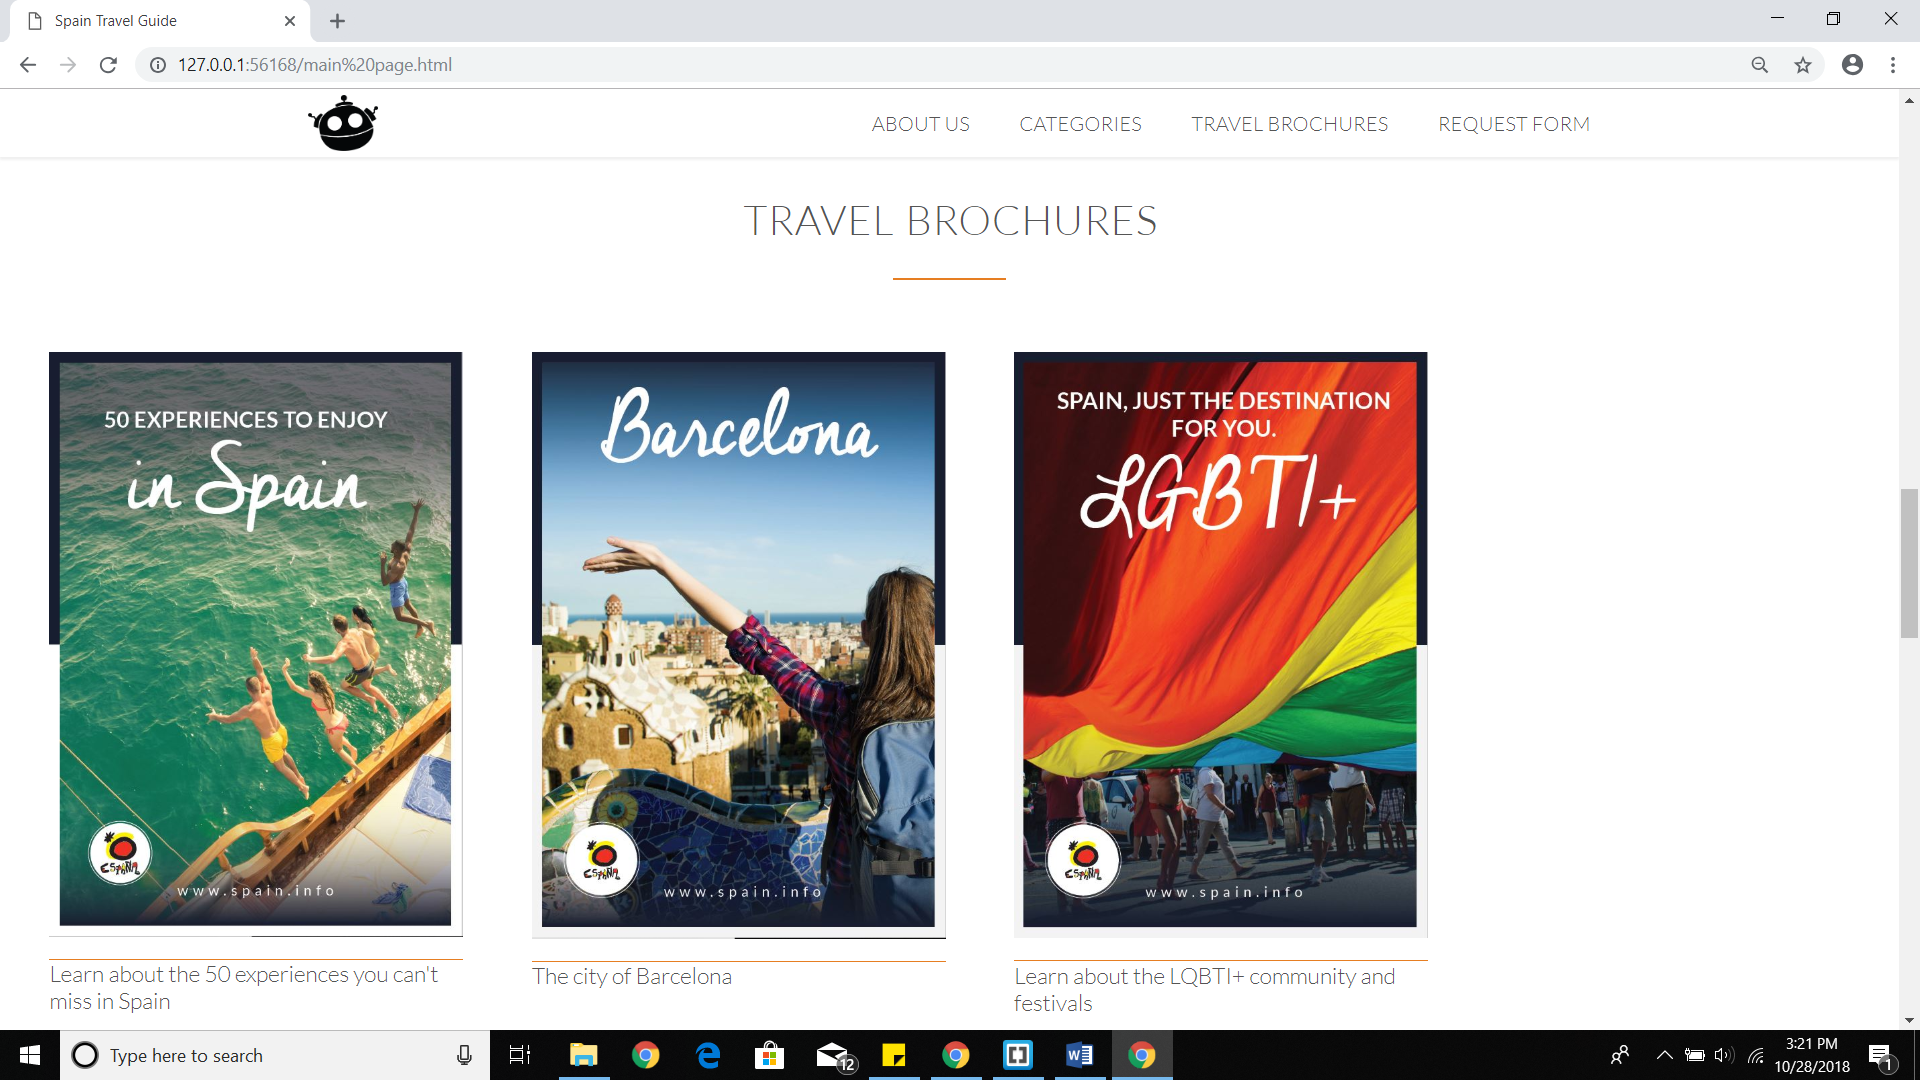 Spain Travel Guide
127.0.0.1:56168/main%20page.html
ABOUT US
CATEGORIES
TRAVEL BROCHURES
REQUEST FORM
TRAVEL BROCHURES
50 EXPERIENCES TO ENJOY
in Spain
ESPAÑA
www.spain.info
Learn about the 50 experiences you can't
miss in Spain
Barcelona
ESPAÑA
www.spain.info
The city of Barcelona
SPAIN, JUST THE DESTINATION
FOR YOU.
LGBTI+
ESPAÑA
www.spain.info
Learn about the LQBTI+ community and
festivals
Type here to search
12
3:21 PM
10/28/2018
1